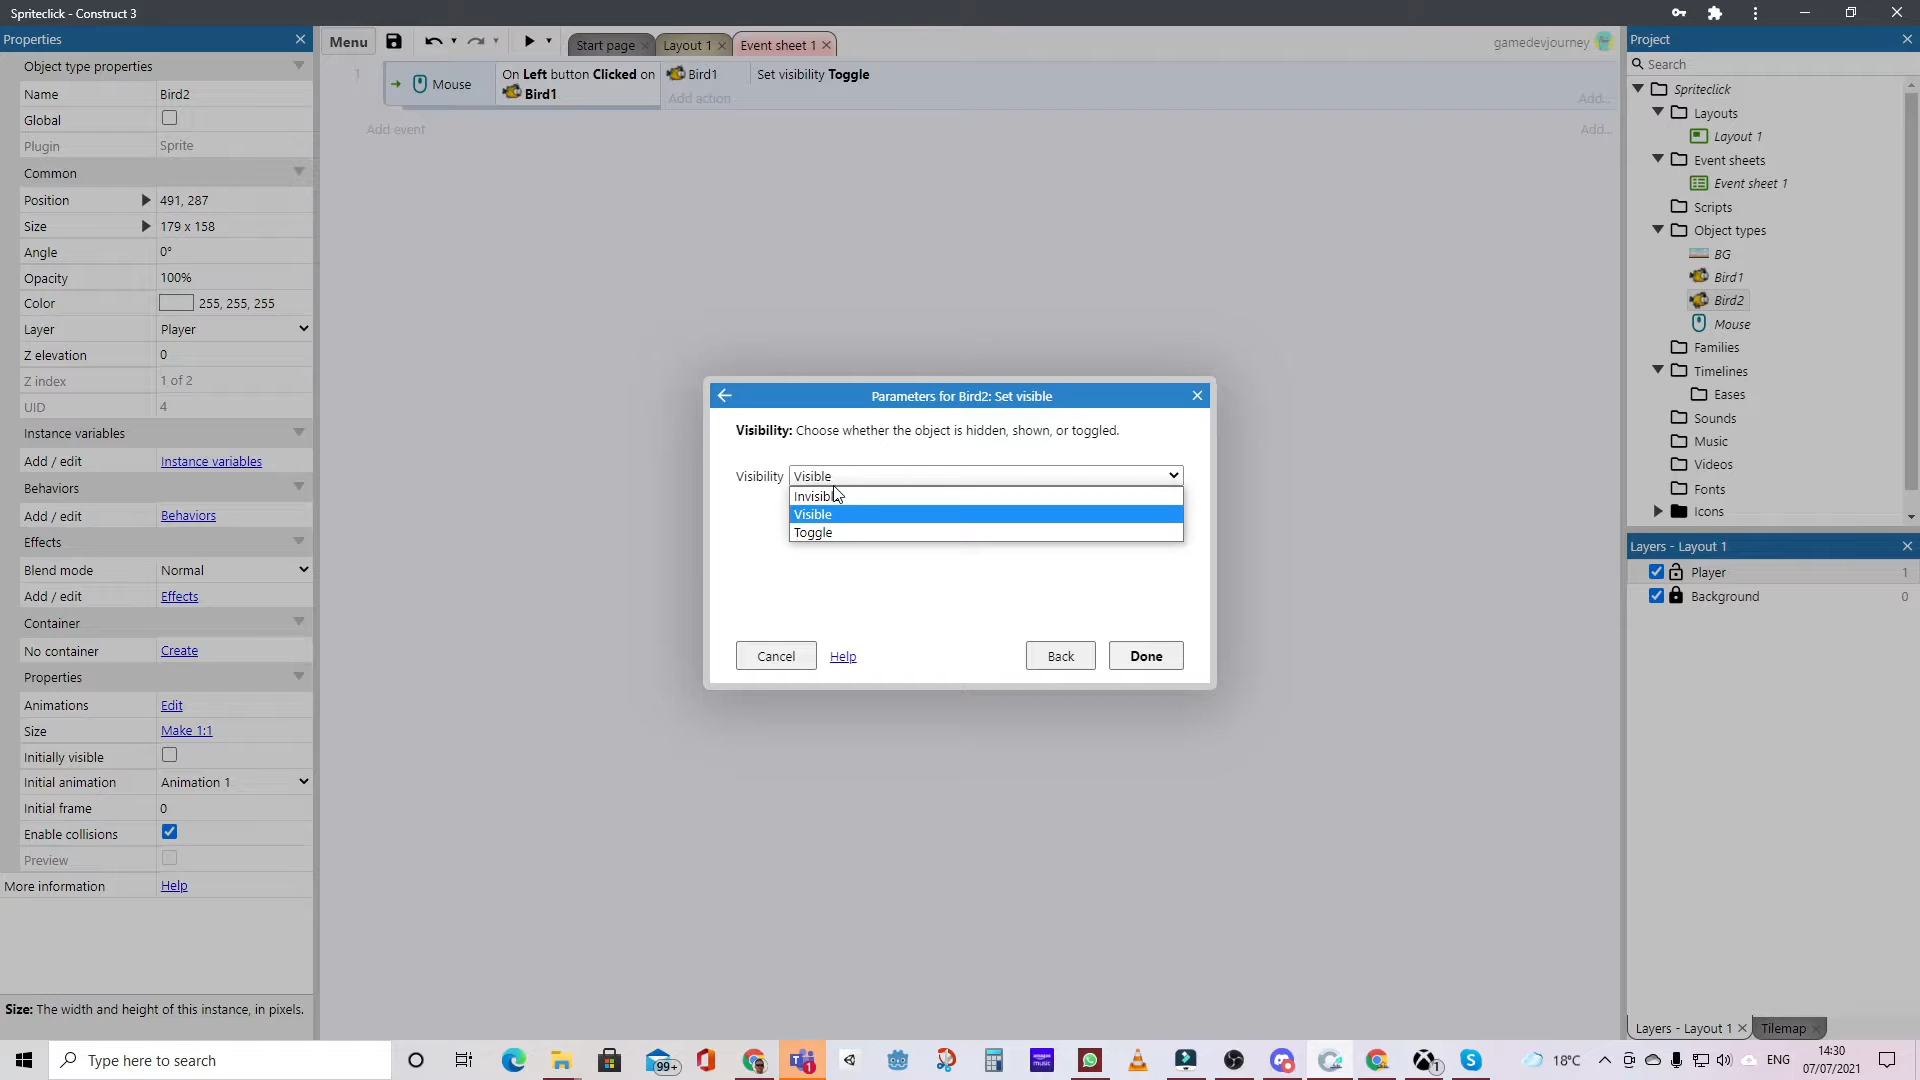 Spriteclick - Construct 3
Properties
Object type properties
Name Bird2
Global
Plugin Sprite
Common
Position 491, 287
Size 179 x 158
Angle 0°
Opacity 100%
Color 255, 255, 255
Layer Player
Z elevation 0
Z index 1 of 2
UID 4
Instance variables
Add / edit Instance variables
Behaviors
Add / edit Behaviors
Effects
Blend mode Normal
Add / edit Effects
Container
No container Create
Properties
Animations Edit
Size Make 1:1
Initially visible
Initial animation Animation 1
Initial frame 0
Enable collisions
Preview
More information Help
Size: The width and height of this instance, in pixels.
Menu
Start page
Layout 1
Event sheet 1
gamedevjourney
1
Mouse
On Left button Clicked on
Bird1
Bird1
Set visibility Toggle
Add action
Add...
Add event
Add...
Parameters for Bird2: Set visible
Visibility: Choose whether the object is hidden, shown, or toggled.
Visibility Visible
Invisible
Visible
Toggle
Cancel
Help
Back
Done
Project
Search
Spriteclick
Layouts
Layout 1
Event sheets
Event sheet 1
Scripts
Object types
BG
Bird1
Bird2
Mouse
Families
Timelines
Eases
Sounds
Music
Videos
Fonts
Icons
Layers - Layout 1
Player 1
Background 0
Layers - Layout 1
Tilemap
Type here to search
99+
1
1
18°C
ENG
14:30
07/07/2021